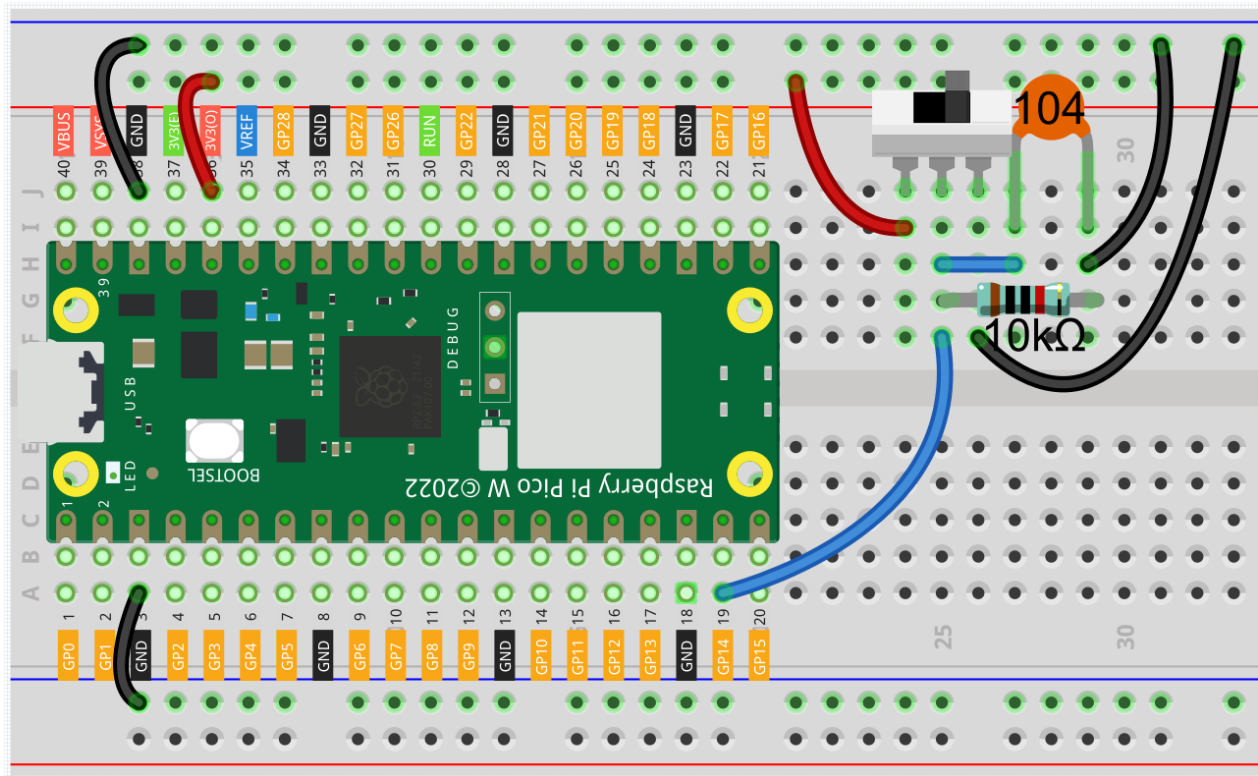 VBUS
VSYS
GND
3V3(E)
3V3(O)
VREF
GP28
GND
GP27
GP26
RUN
GP22
GND
GP21
GP20
GP19
GP18
GND
GP17
GP16
40
39
38
37
36
35
34
33
32
31
30
29
28
27
26
25
24
23
22
21
104
30
J
I
H
G
F
E
D
C
B
A
39
DEBUG
USB
10kΩ
BOOTSEL
LED
1
2
Raspberry Pi Pico W ©2022
1
2
3
4
5
6
7
8
9
10
11
12
13
14
15
16
17
18
19
20
25
30
GP0
GP1
GND
GP2
GP3
GP4
GP5
GND
GP6
GP7
GP8
GP9
GND
GP10
GP11
GP12
GP13
GND
GP14
GP15